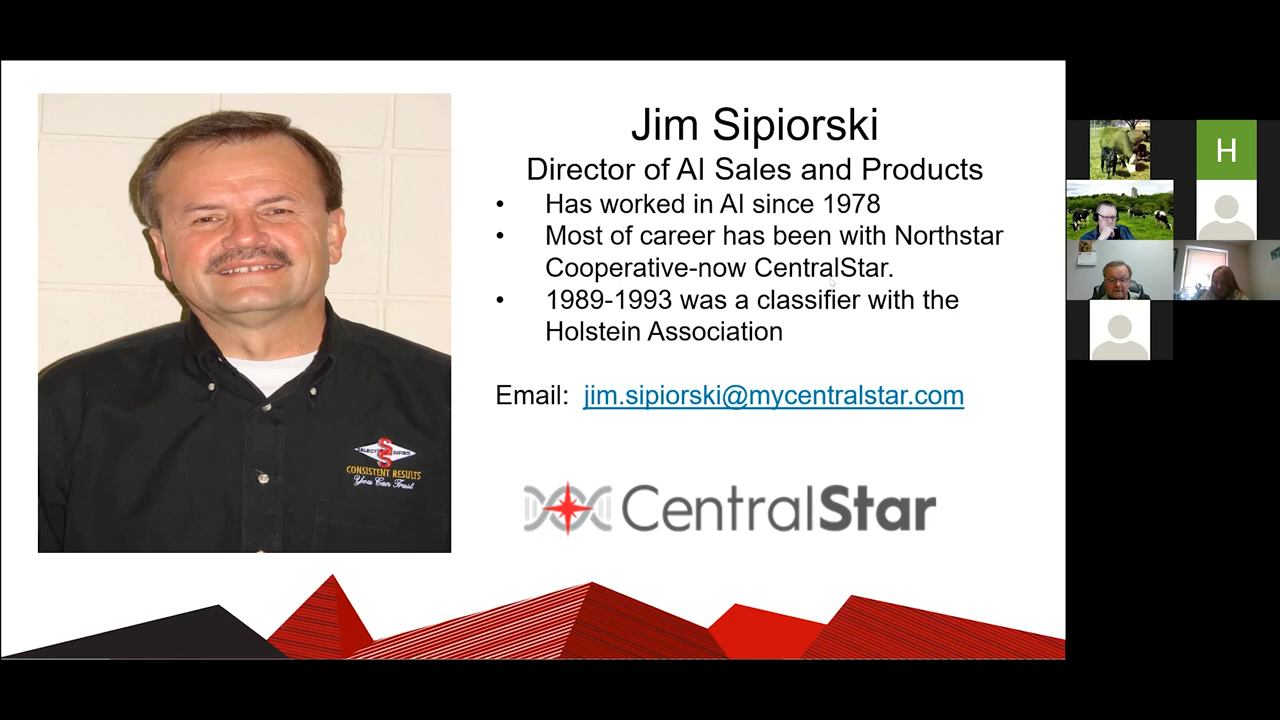 Jim Sipiorski
Director of AI Sales and Products
• Has worked in AI since 1978
• Most of career has been with Northstar
Cooperative-now CentralStar.
• 1989-1993 was a classifier with the
Holstein Association
Email: jim.sipiorski@mycentralstar.com
CentralStar
CONSISTENT RESULTS
You Can Trust
H